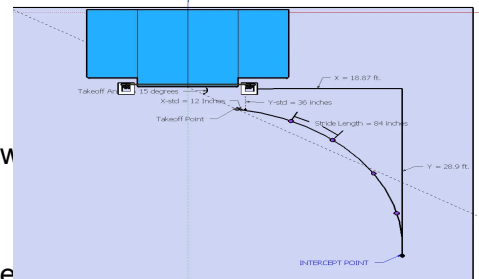 X = 18.87 ft.
Takeoff An
15 degrees
X-std = 12 Inches
Y-std = 36 inches
Takeoff Point
Stride Length = 84 inches
w
Y = 28.9 ft.
e
INTERCEPT POINT